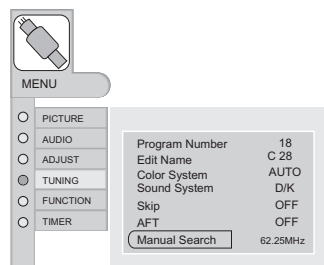 MENU
PICTURE
AUDIO
ADJUST
TUNING
FUNCTION
TIMER
Program Number 18
Edit Name C 28
Color System AUTO
Sound System D/K
Skip OFF
AFT OFF
Manual Search 62.25MHz